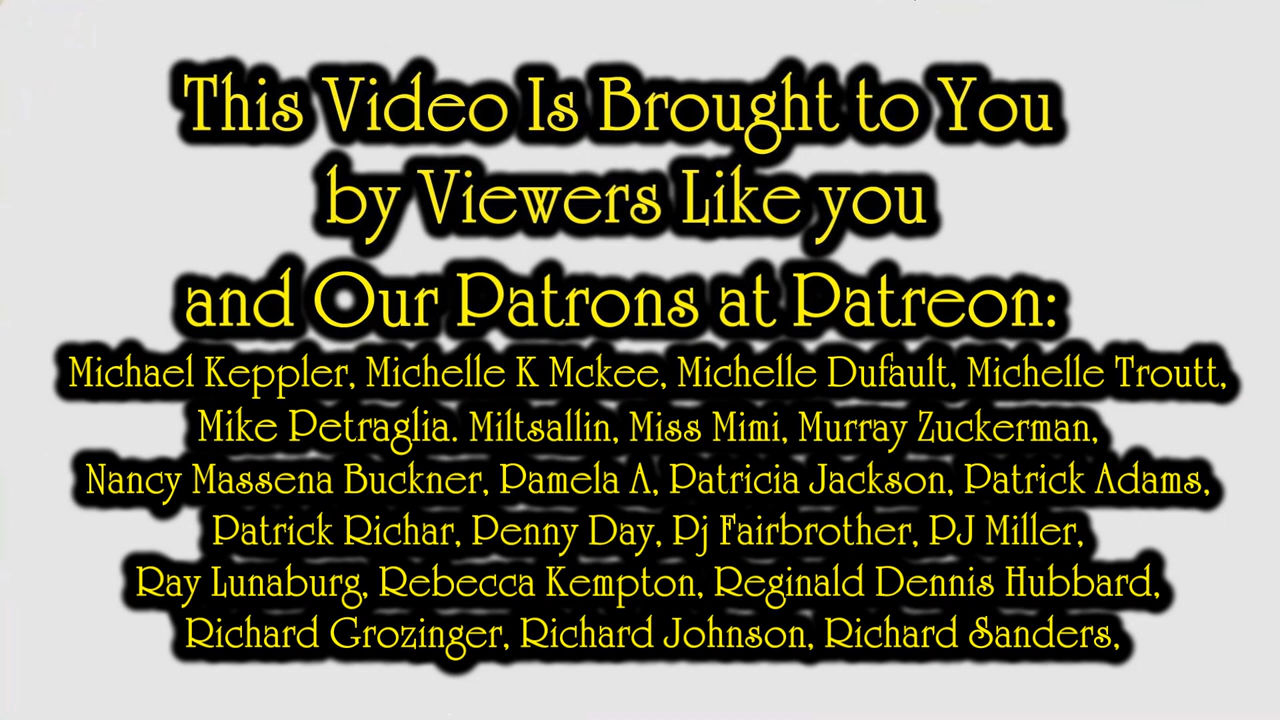 This Video Is Brought to You
by Viewers Like you
and Our Patrons at Patreon:
Michael Keppler, Michelle K Mckee, Michelle Dufault, Michelle Troutt,
Mike Petraglia. Miltsallin, Miss Mimi, Murray Zuckerman,
Nancy Massena Buckner, Pamela A, Patricia Jackson, Patrick Adams,
Patrick Richar, Penny Day, Pj Fairbrother, PJ Miller,
Ray Lunaburg, Rebecca Kempton, Reginald Dennis Hubbard,
Richard Grozinger, Richard Johnson, Richard Sanders,